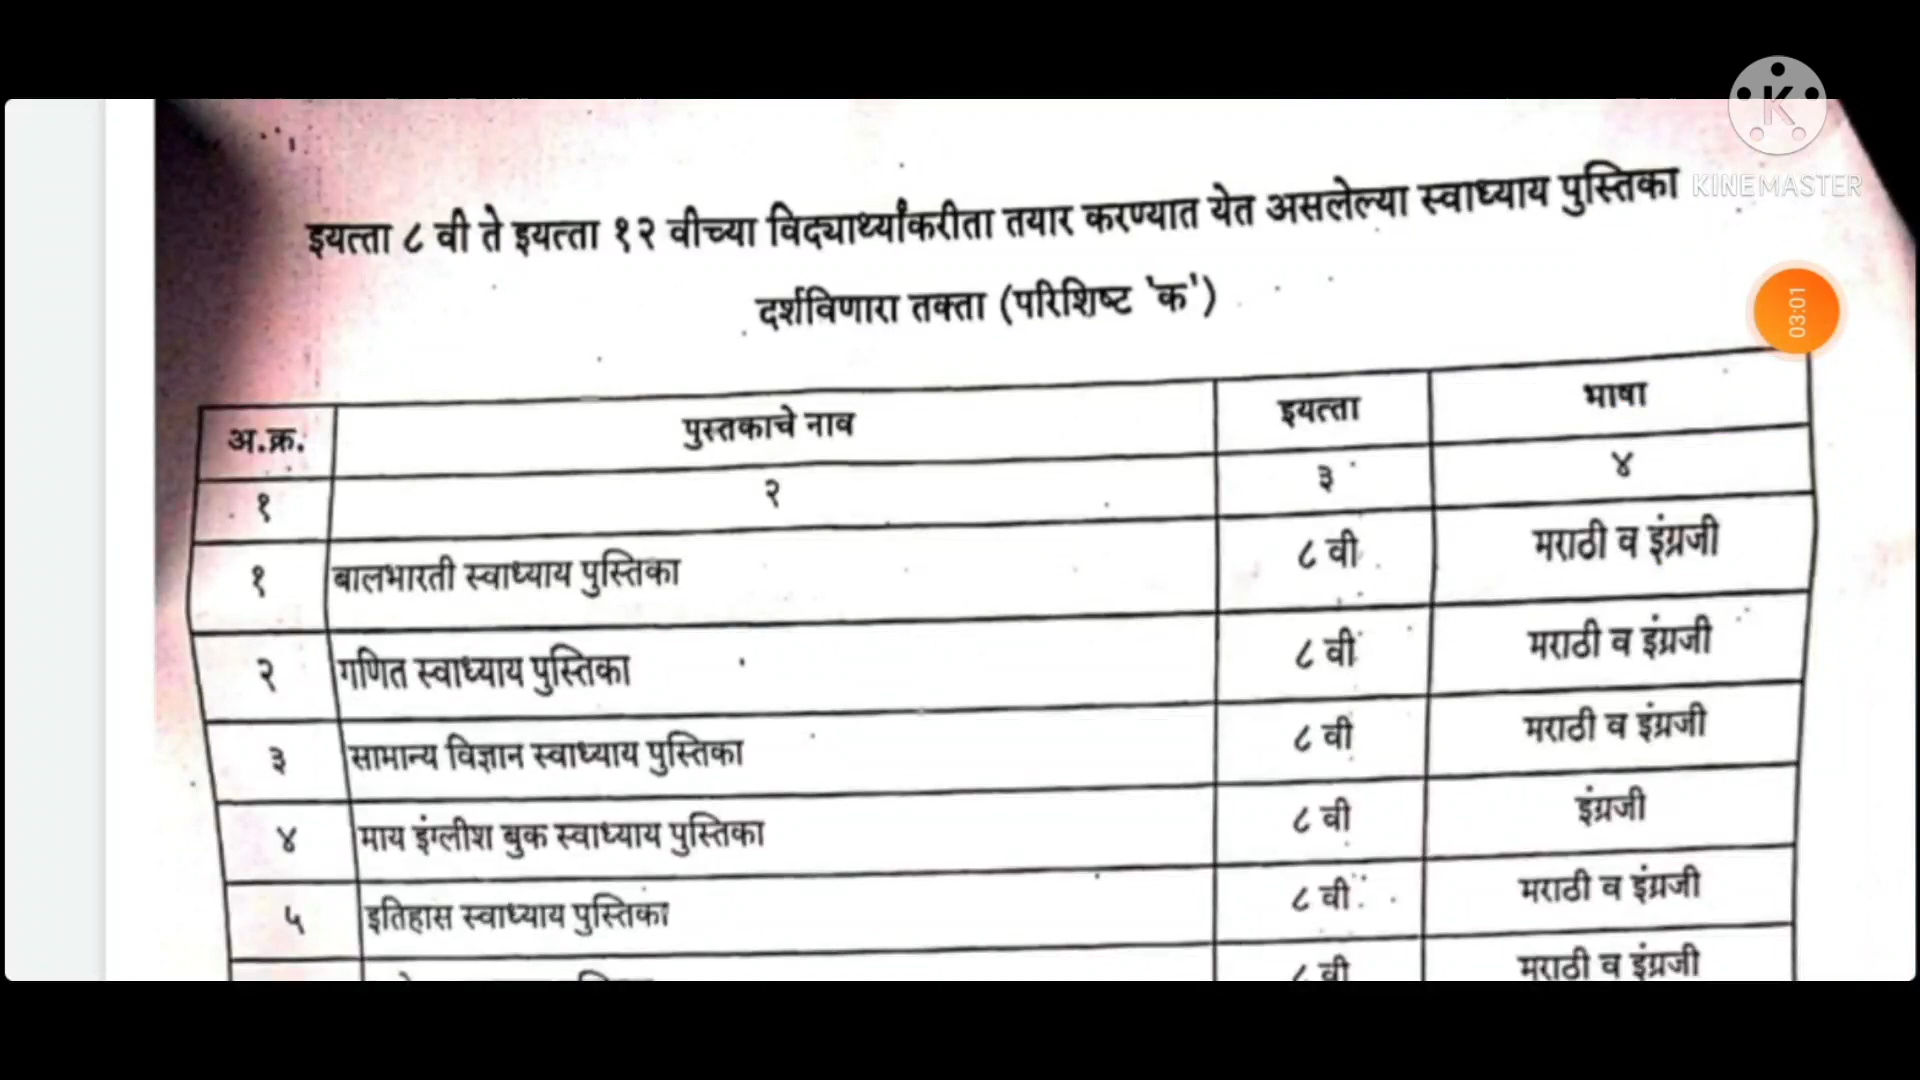 K
KINEMASTER
इयत्ता ८ वी ते इयत्ता १२ वीच्या विद्यार्थ्यांकरीता तयार करण्यात येत असलेल्या स्वाध्याय पुस्तिका
दर्शविणारा तक्ता (परिशिष्ट 'क')
03:01
अ.क्र. पुस्तकाचे नाव इयत्ता भाषा
१ २ ३ ४
१ बालभारती स्वाध्याय पुस्तिका ८ वी मराठी व इंग्रजी
२ गणित स्वाध्याय पुस्तिका ८ वी मराठी व इंग्रजी
३ सामान्य विज्ञान स्वाध्याय पुस्तिका ८ वी मराठी व इंग्रजी
४ माय इंग्लीश बुक स्वाध्याय पुस्तिका ८ वी इंग्रजी
५ इतिहास स्वाध्याय पुस्तिका ८ वी मराठी व इंग्रजी
८ वी मराठी व इंग्रजी